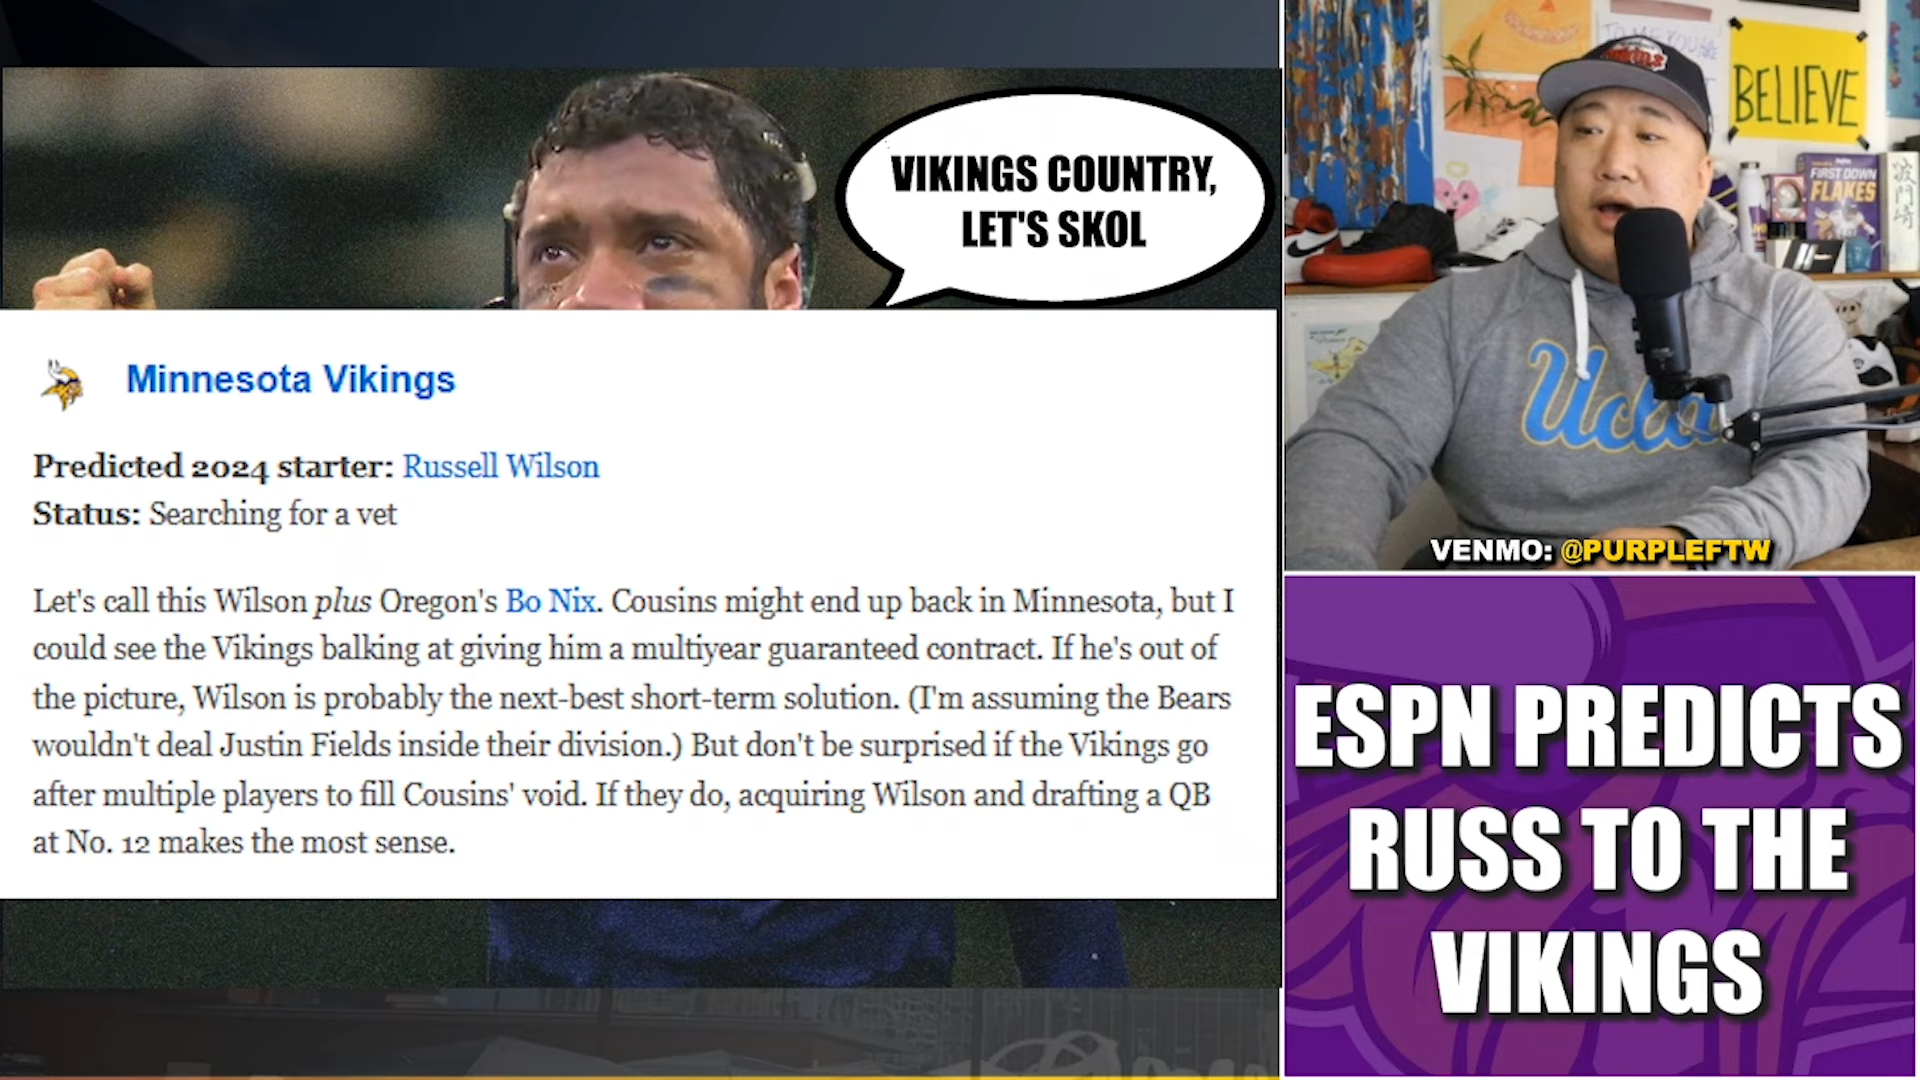 VIKINGS COUNTRY,
LET'S SKOL
Minnesota Vikings
Predicted 2024 starter: Russell Wilson
Status: Searching for a vet
Let's call this Wilson plus Oregon's Bo Nix. Cousins might end up back in Minnesota, but I
could see the Vikings balking at giving him a multiyear guaranteed contract. If he's out of
the picture, Wilson is probably the next-best short-term solution. (I'm assuming the Bears
wouldn't deal Justin Fields inside their division.) But don't be surprised if the Vikings go
after multiple players to fill Cousins' void. If they do, acquiring Wilson and drafting a QB
at No. 12 makes the most sense.
BELIEVE
FIRST DOWN
FLAKES
Ucla
VENMO: @PURPLEFTW
ESPN PREDICTS
RUSS TO THE
VIKINGS